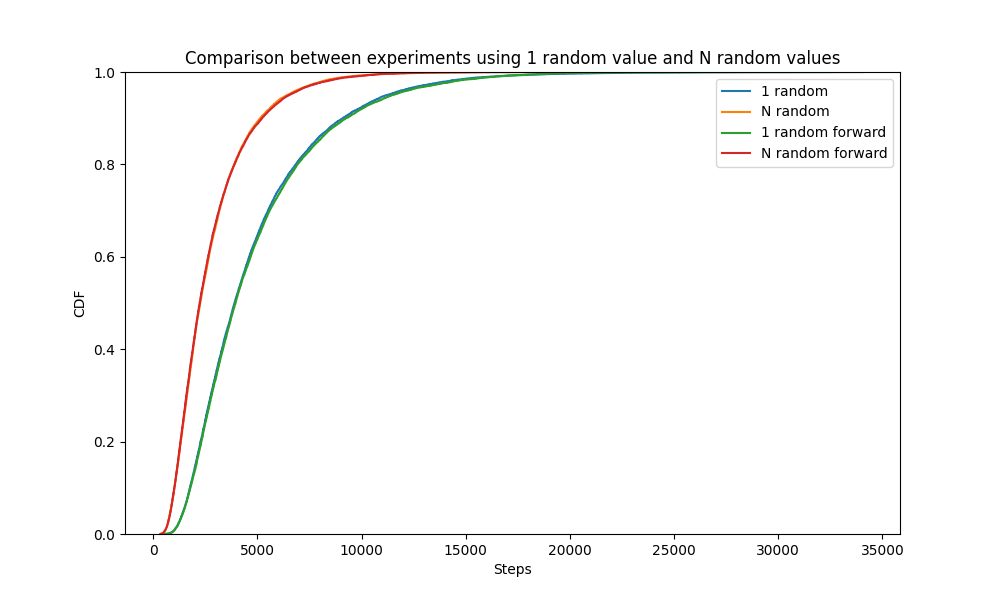 Comparison between experiments using 1 random value and N random values
1 random
N random
1 random forward
N random forward
1.0
0.8
0.6
0.4
0.2
0.0
CDF
0 5000 10000 15000 20000 25000 30000 35000
Steps